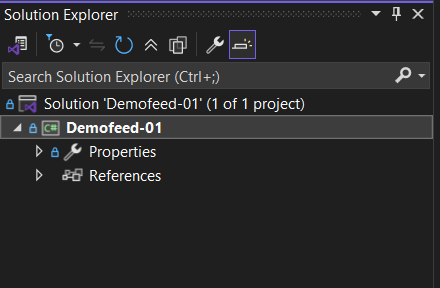 Solution Explorer
Search Solution Explorer (Ctrl+;)
Solution 'Demofeed-01' (1 of 1 project)
C# Demofeed-01
Properties
References